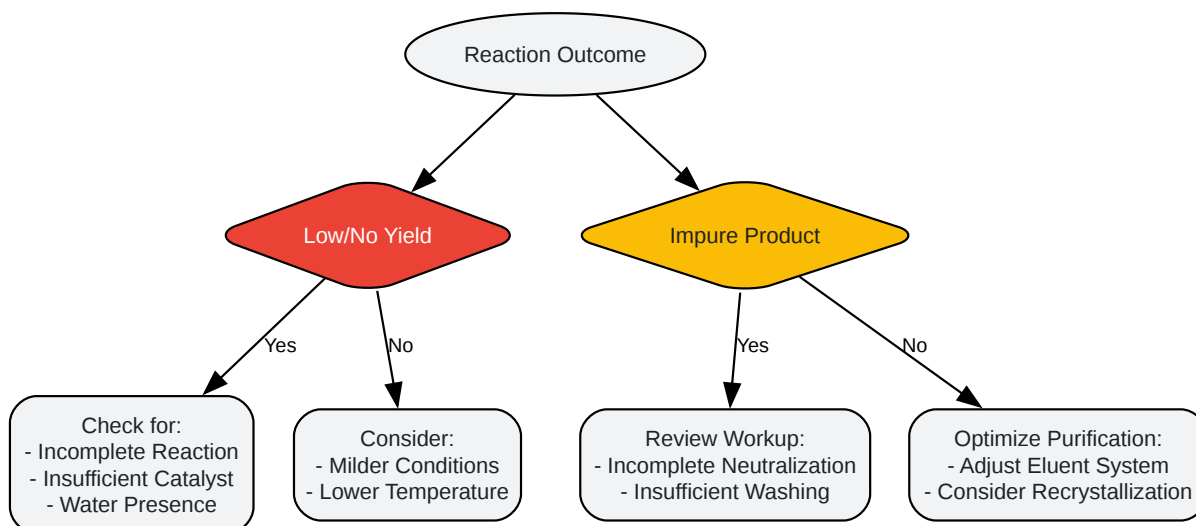 Reaction Outcome
Low/No Yield
Impure Product
Yes
No
Yes
No
Check for:
- Incomplete Reaction
- Insufficient Catalyst
- Water Presence
Consider:
- Milder Conditions
- Lower Temperature
Review Workup:
- Incomplete Neutralization
- Insufficient Washing
Optimize Purification:
- Adjust Eluent System
- Consider Recrystallization